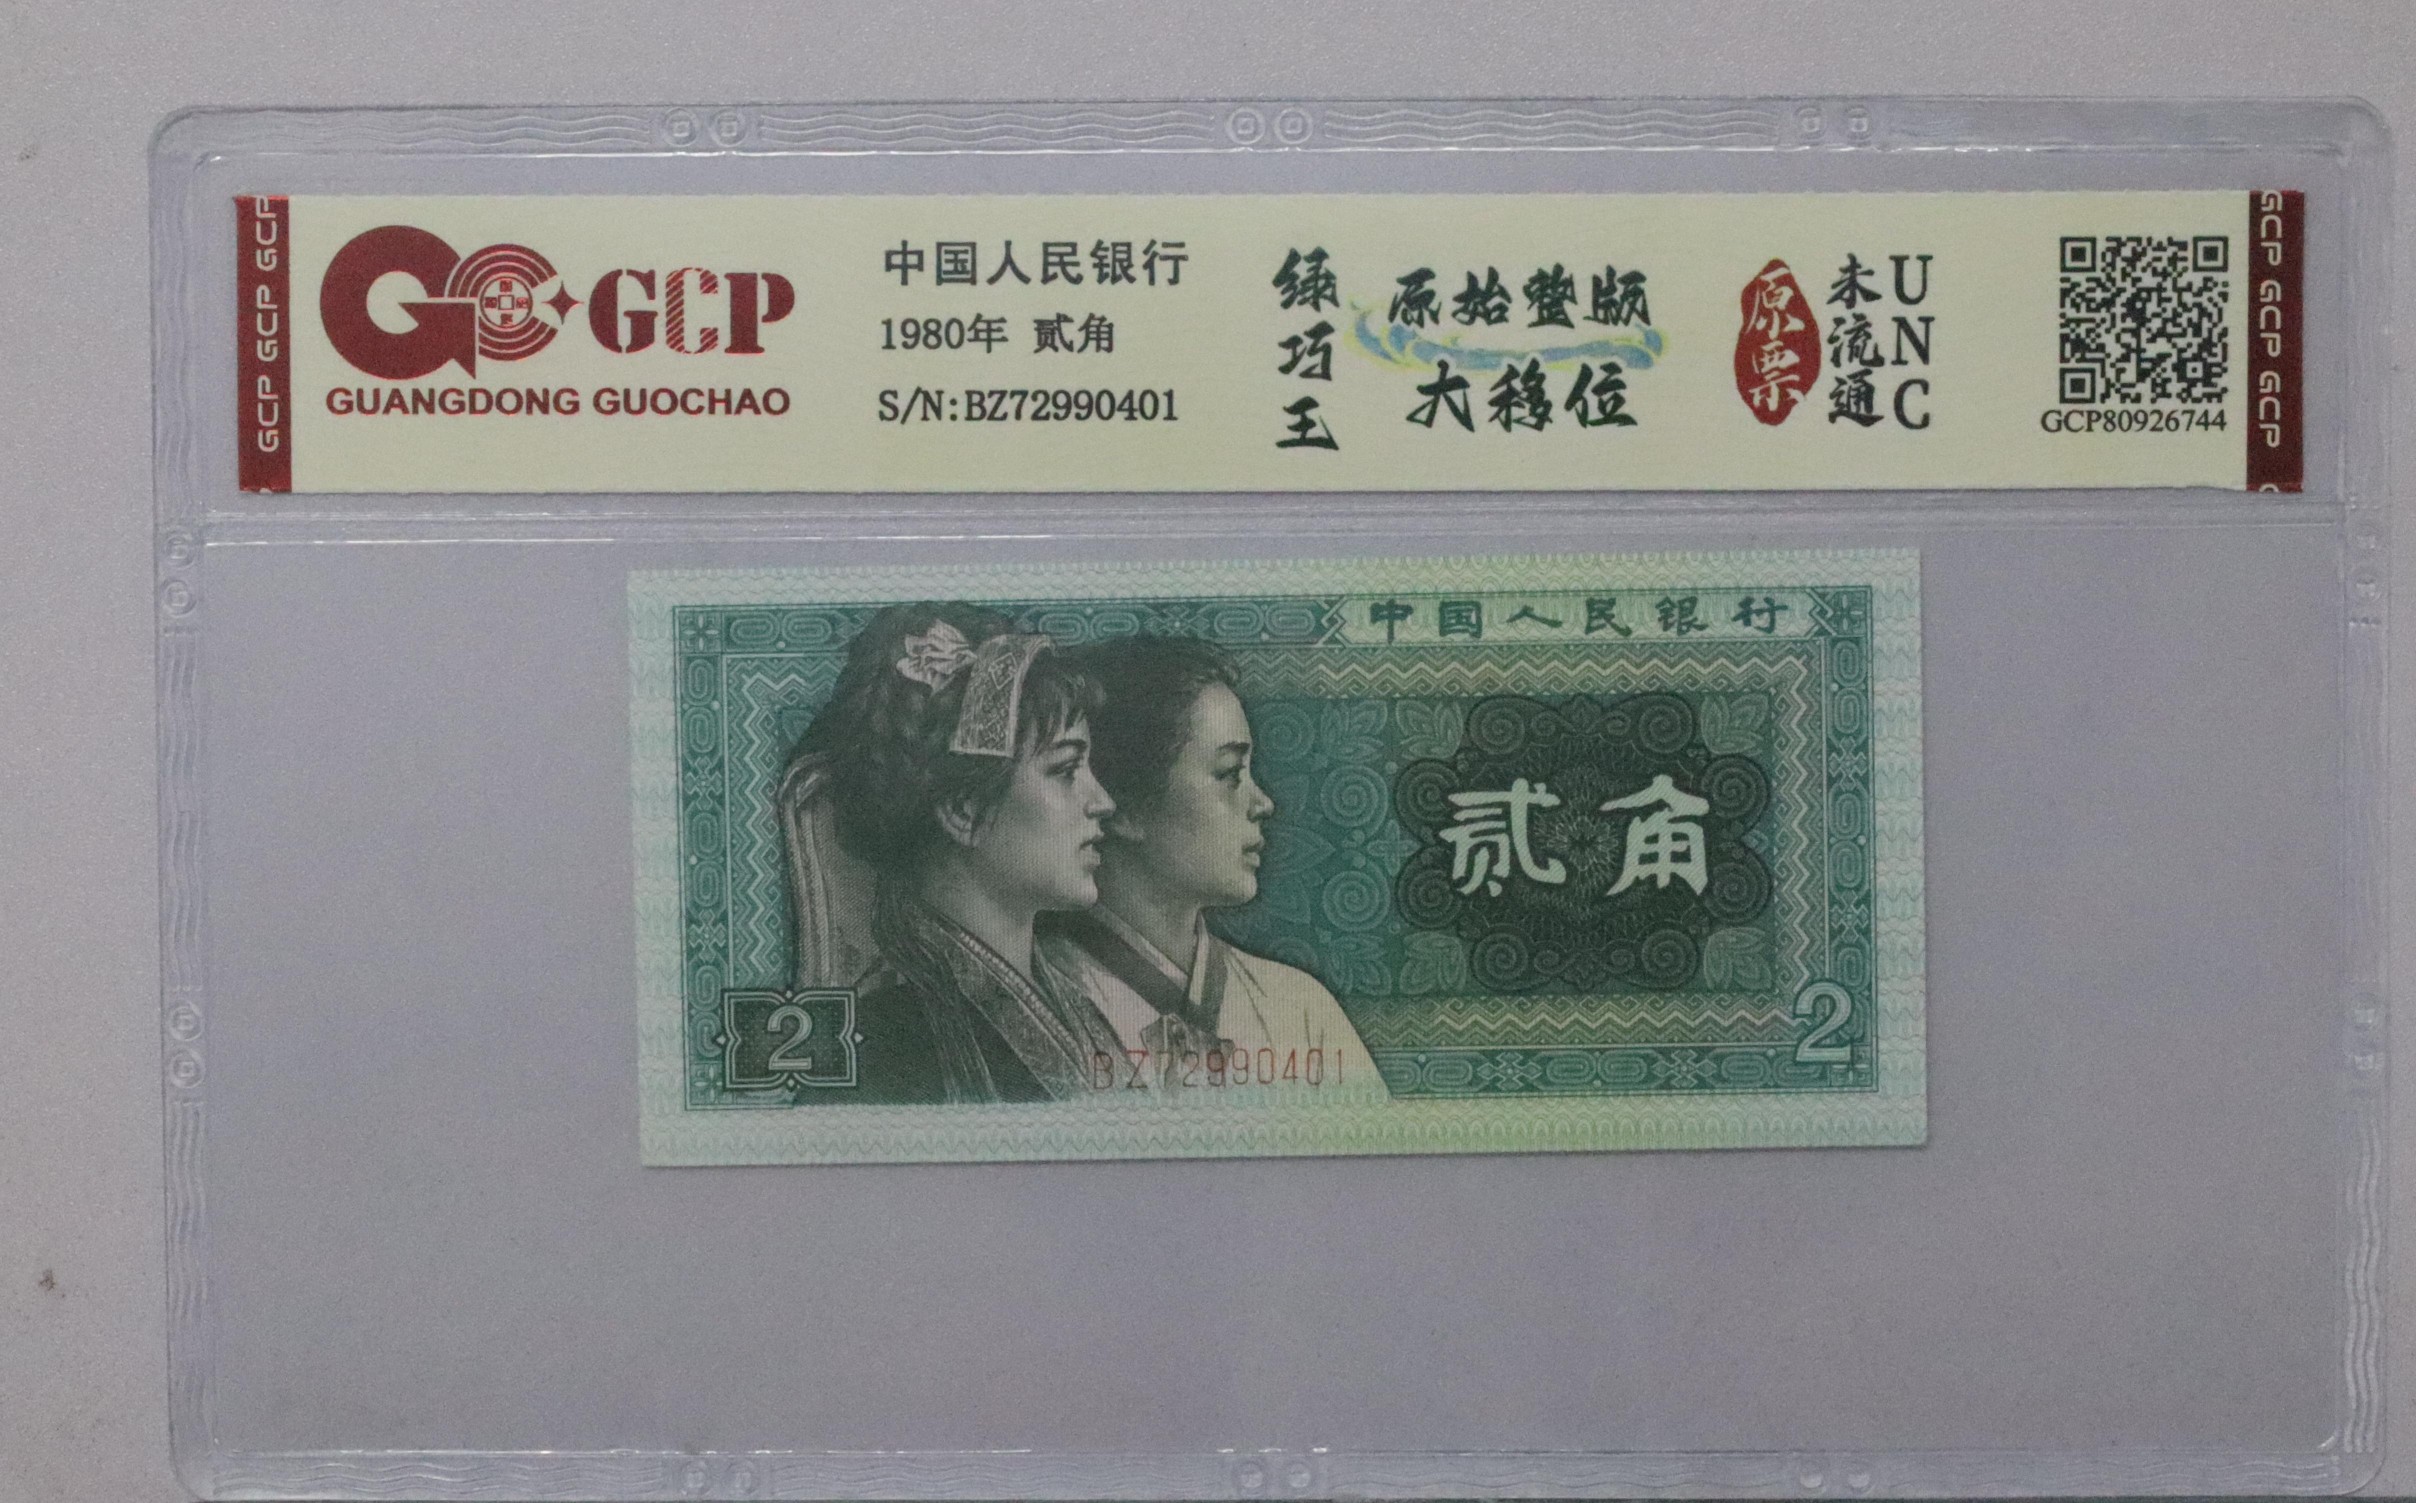 GCP GCP GCP
GCP
GUANGDONG GUOCHAO
中国人民银行
1980年 贰角
S/N:BZ72990401
绿巧王
原始整版
大移位
原票
未流通
UNC
GCP80926744
GCP GCP GCP
中国人民银行
贰角
2
2
BZ72990401